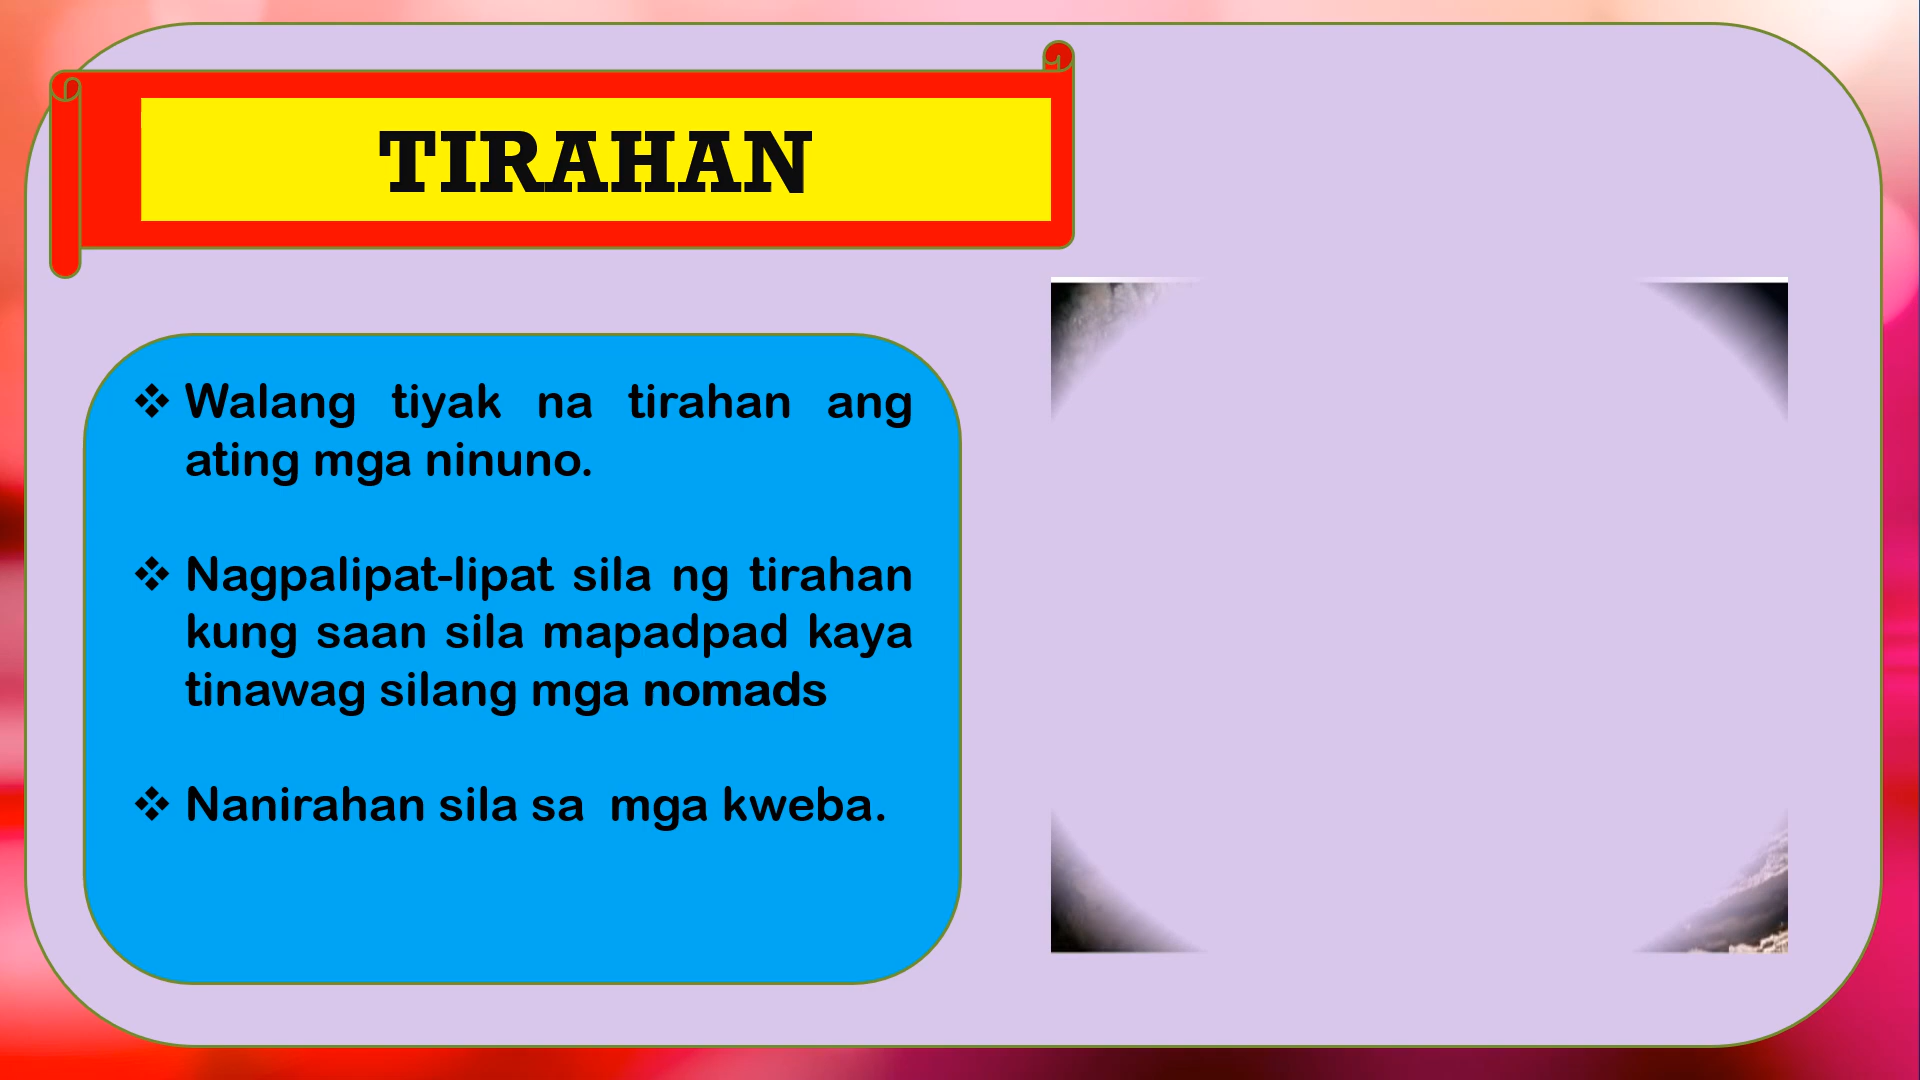 TIRAHAN
❖ Walang tiyak na tirahan ang
ating mga ninuno.
❖ Nagpalipat-lipat sila ng tirahan
kung saan sila mapadpad kaya
tinawag silang mga nomads
❖ Nanirahan sila sa  mga kweba.